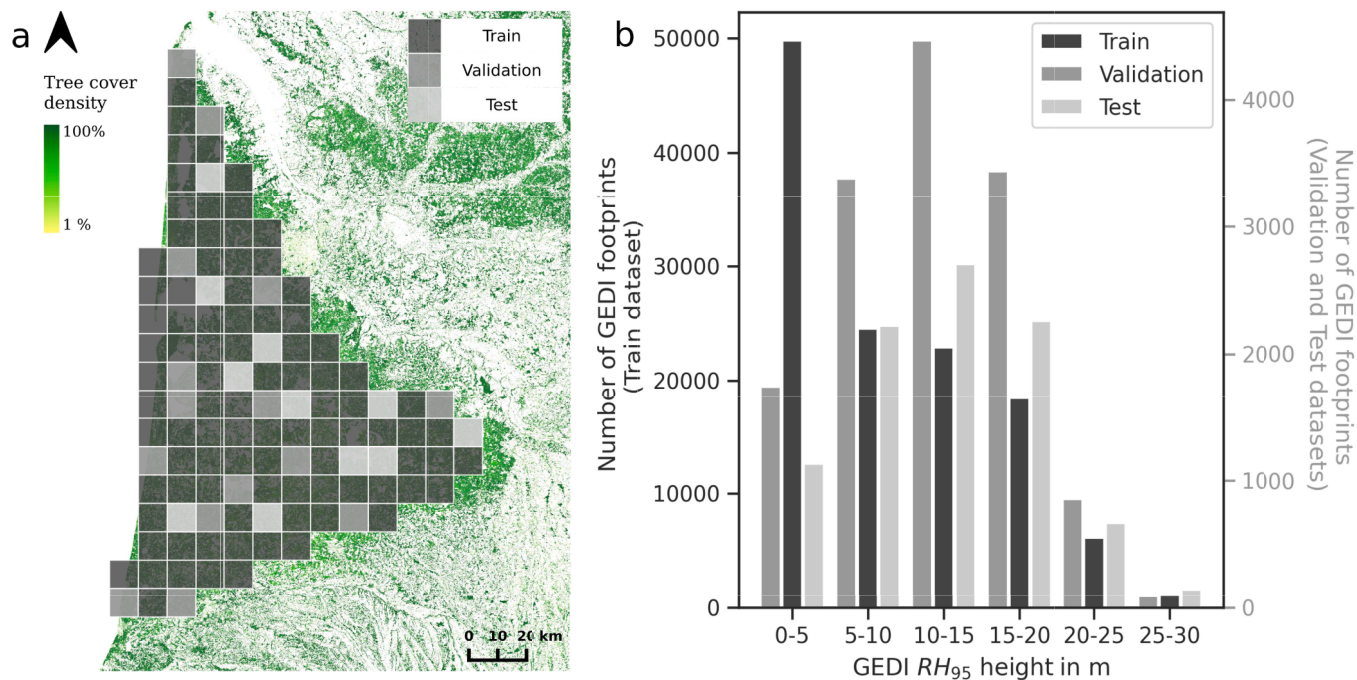 a
Tree cover
density
100%
1 %
Train
Validation
Test
0 10 20 km
b
Train
Validation
Test
Number of GEDI footprints
(Train dataset)
50000
40000
30000
20000
10000
0
4000
3000
2000
1000
0
Number of GEDI footprints
(Validation and Test datasets)
0-5 5-10 10-15 15-20 20-25 25-30
GEDI RH95 height in m